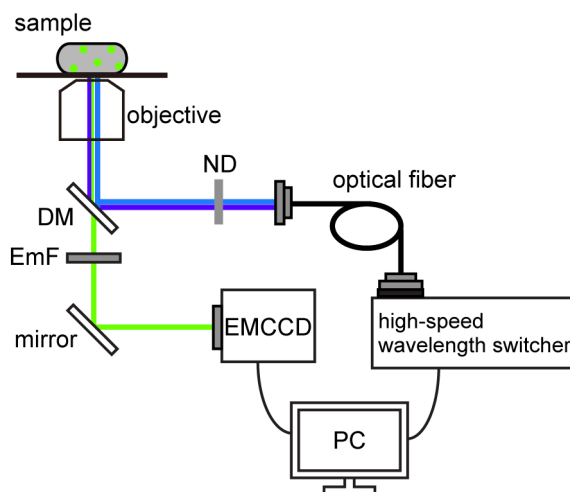 sample
objective
ND
optical fiber
DM
EmF
mirror
EMCCD
high-speed
wavelength switcher
PC